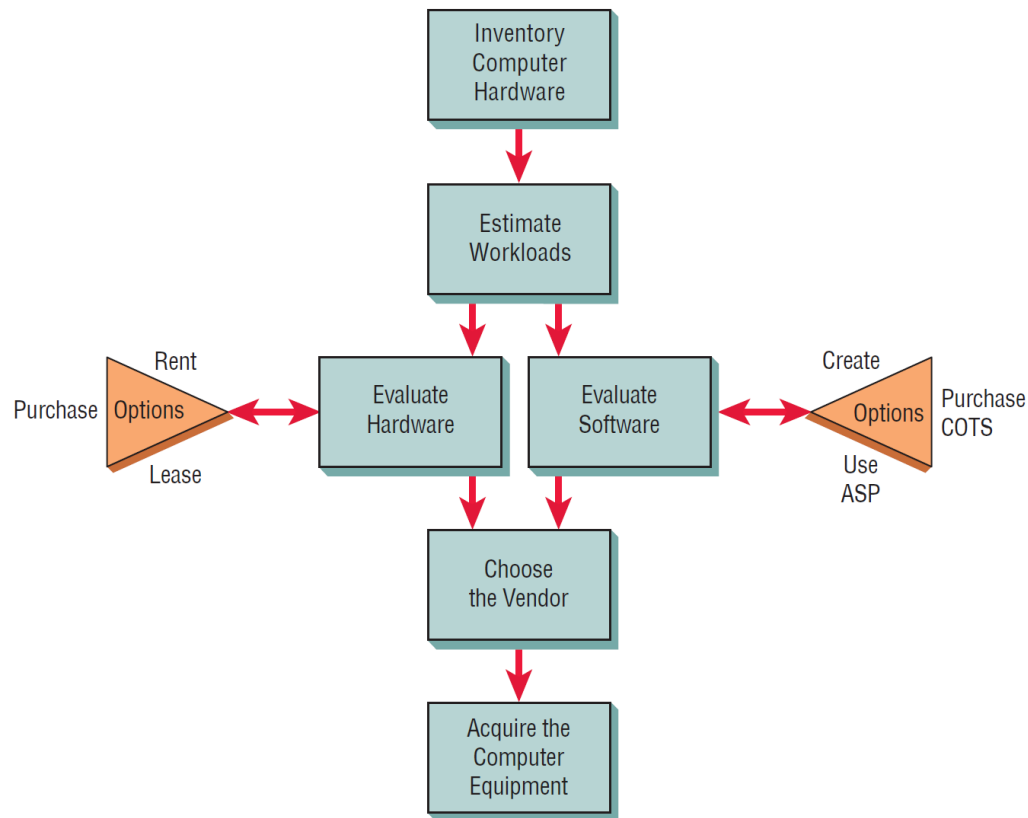 Inventory
Computer
Hardware
Estimate
Workloads
Rent
Purchase
Options
Lease
Evaluate
Hardware
Evaluate
Software
Create
Options
Purchase
COTS
Use
ASP
Choose
the Vendor
Acquire the
Computer
Equipment